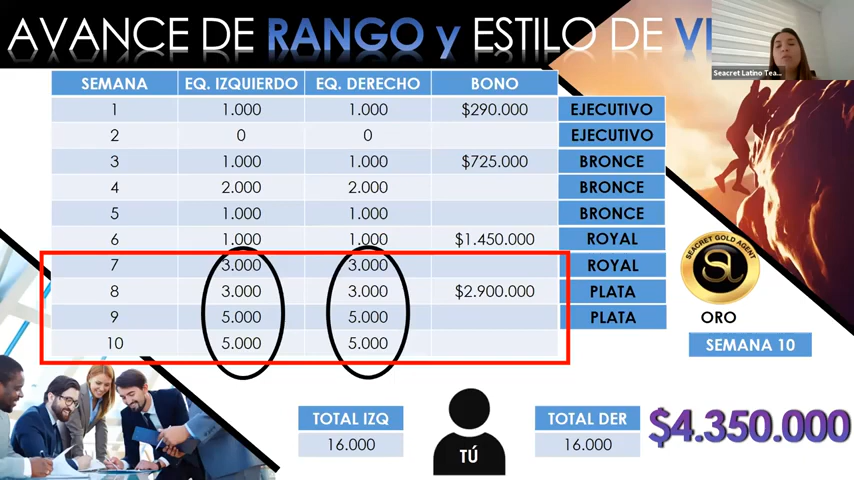 AVANCE DE RANGO y ESTILO DE VI
Seacret Latino Tea...
SEMANA EQ. IZQUIERDO EQ. DERECHO BONO
1 1.000 1.000 $290.000 EJECUTIVO
2 0 0 EJECUTIVO
3 1.000 1.000 $725.000 BRONCE
4 2.000 2.000 BRONCE
5 1.000 1.000 BRONCE
6 1.000 1.000 $1.450.000 ROYAL
7 3.000 3.000 ROYAL
8 3.000 3.000 $2.900.000 PLATA
9 5.000 5.000 PLATA
10 5.000 5.000
SEACRET GOLD AGENT
ORO
SEMANA 10
TOTAL IZQ
16.000
TÚ
TOTAL DER
16.000
$4.350.000